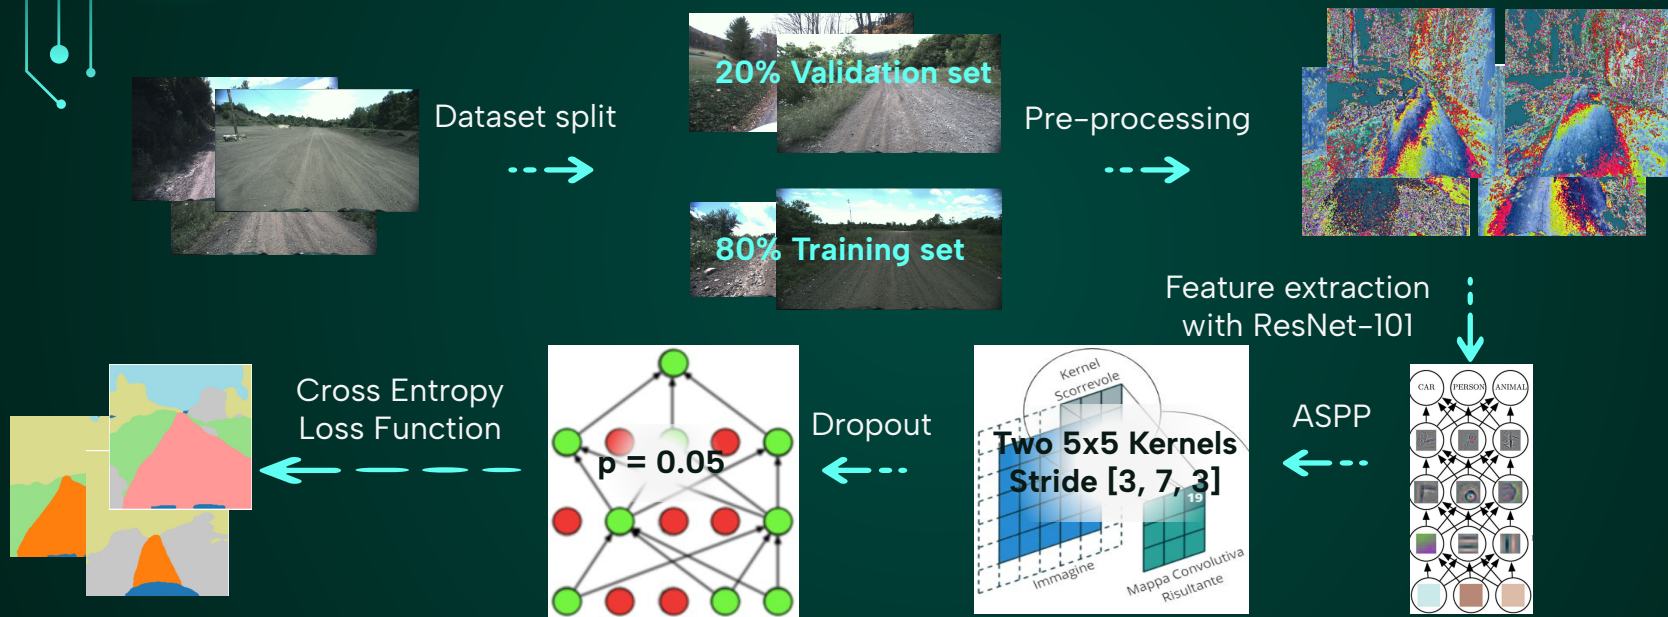 Dataset split
20% Validation set
80% Training set
Pre-processing
Feature extraction
with ResNet-101
CAR
PERSON
ANIMAL
ASPP
Kernel
Scorrevole
Two 5x5 Kernels
Stride [3, 7, 3]
19
Immagine
Mappa Convolutiva
Risultante
Dropout
p = 0.05
Cross Entropy
Loss Function